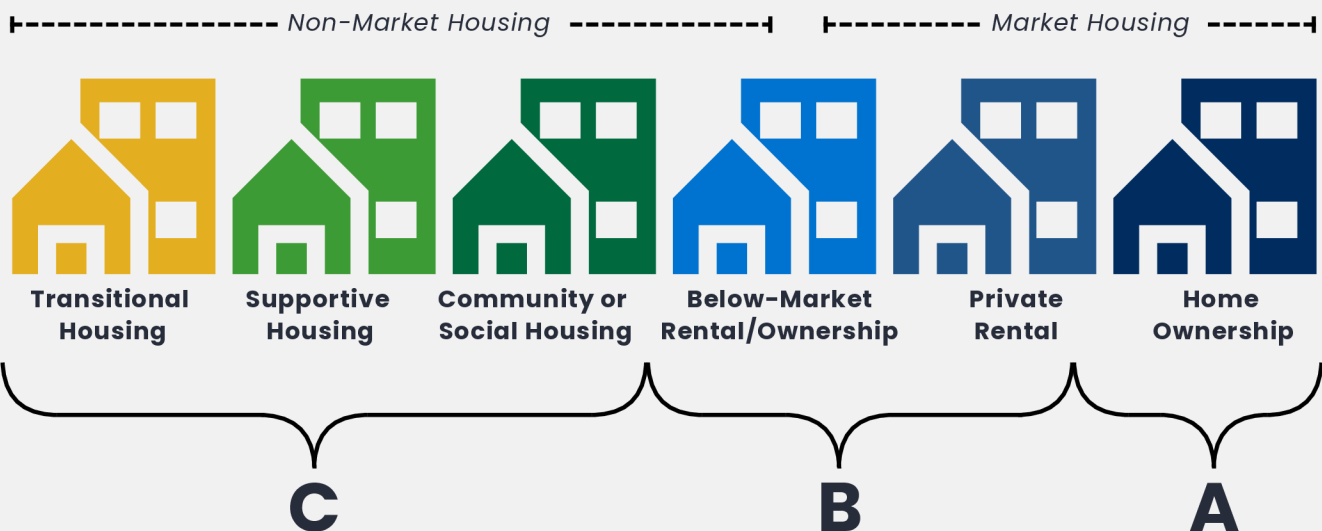 Non-Market Housing
Market Housing
Transitional
Housing
Supportive
Housing
Community or
Social Housing
Below-Market
Rental/Ownership
Private
Rental
Home
Ownership
C
B
A